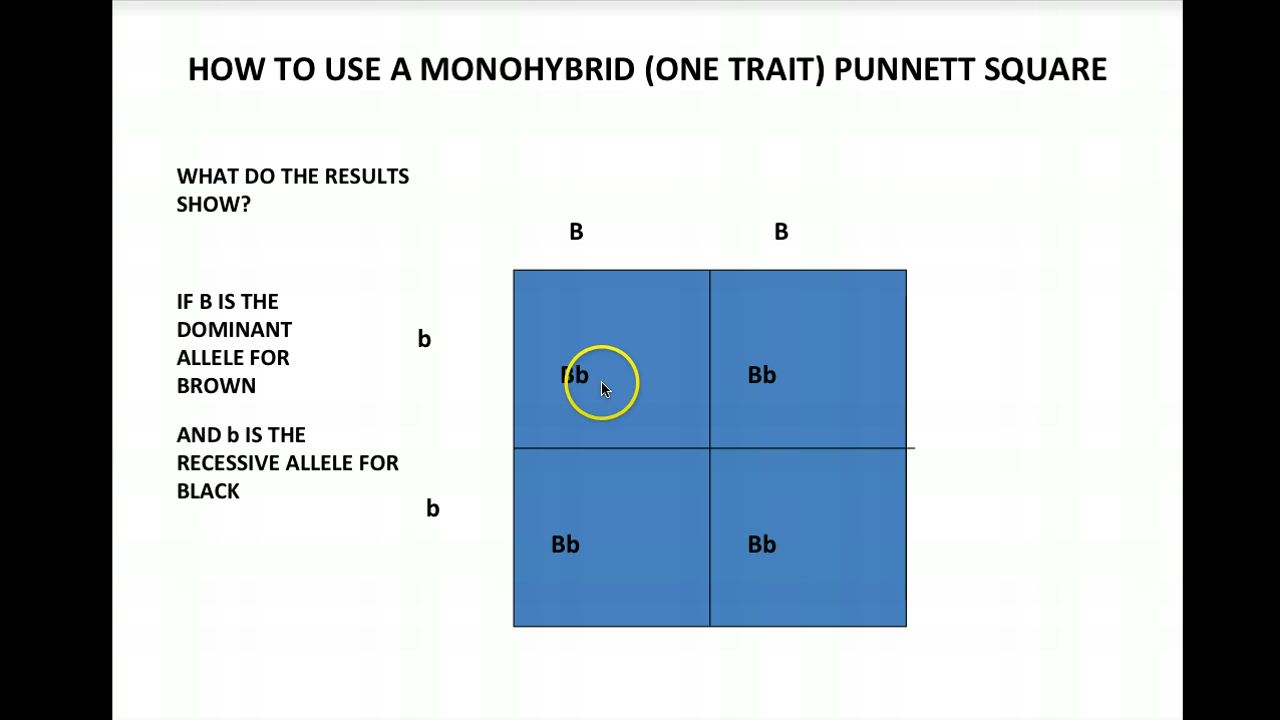 HOW TO USE A MONOHYBRID (ONE TRAIT) PUNNETT SQUARE
WHAT DO THE RESULTS
SHOW?
B B
IF B IS THE
DOMINANT
ALLELE FOR
BROWN
b
Bb Bb
AND b IS THE
RECESSIVE ALLELE FOR
BLACK
b
Bb Bb